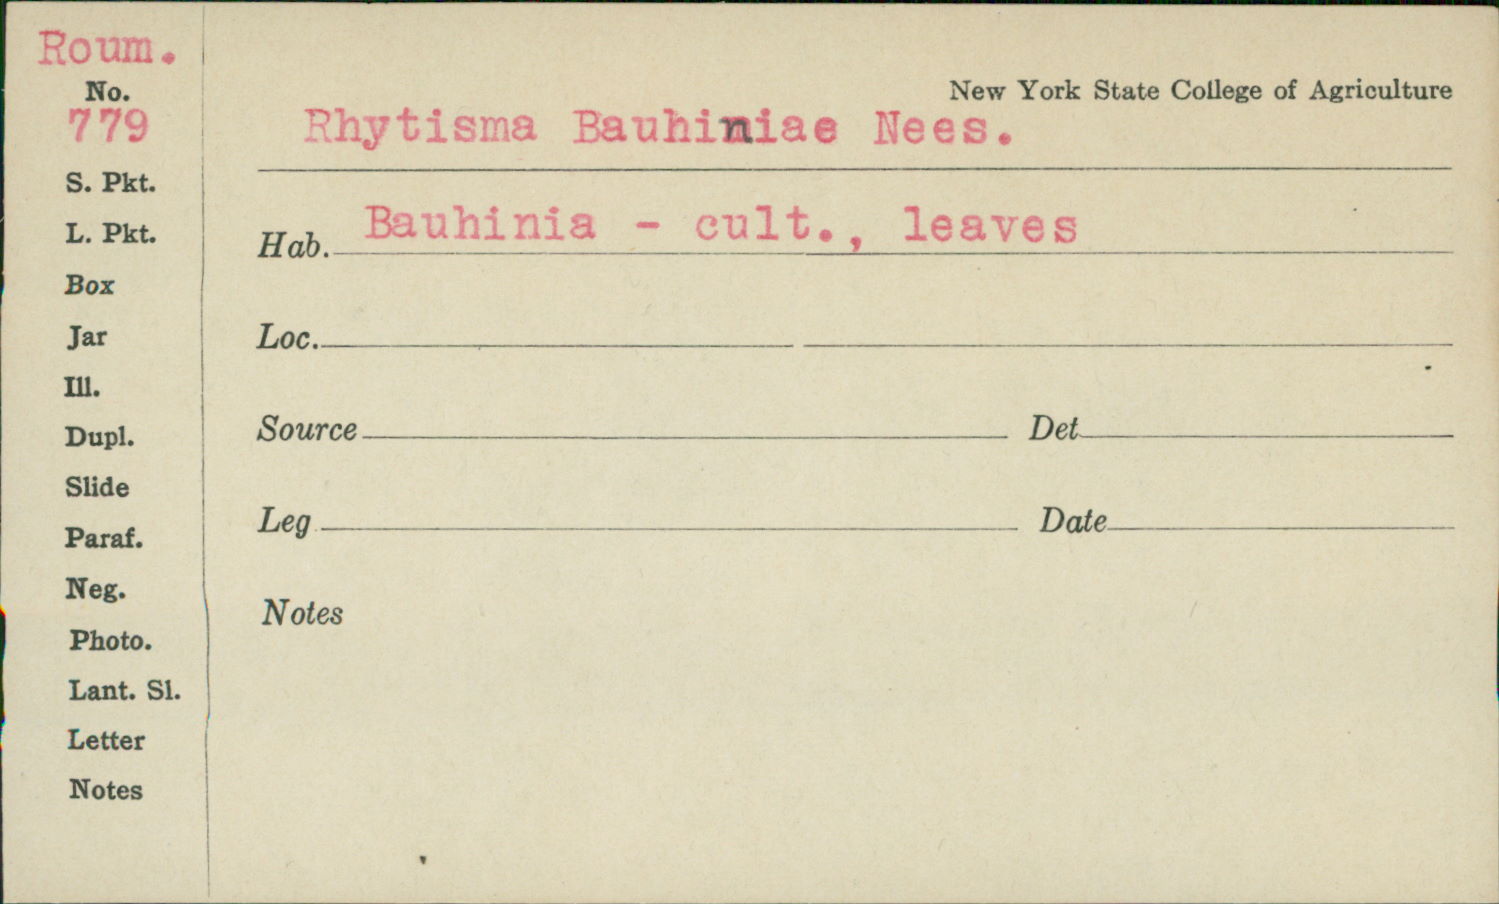 Roum.
No.
779
S. Pkt.
L. Pkt.
Box
Jar
Ill.
Dupl.
Slide
Paraf.
Neg.
Photo.
Lant. Sl.
Letter
Notes
New York State College of Agriculture
Rhytisma Bauhiniae Nees.
Hab. Bauhinia - cult., leaves
Loc.
Source Det
Leg Date
Notes